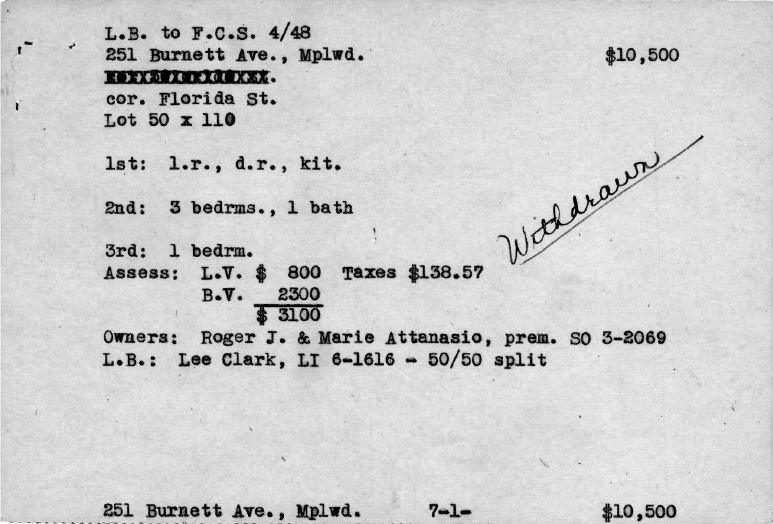 L.B. to F.C.S. 4/48
251 Burnett Ave., Mplwd. $10,500
cor. Florida St.
Lot 50 x 110
1st: l.r., d.r., kit.
2nd: 3 bedrms., 1 bath
Withdrawn
3rd: 1 bedrm.
Assess: L.V. $ 800 Taxes $138.57
B.V. 2300
$ 3100
Owners: Roger J. & Marie Attanasio, prem. SO 3-2069
L.B.: Lee Clark, LI 6-1616 - 50/50 split
251 Burnett Ave., Mplwd. 7-1- $10,500